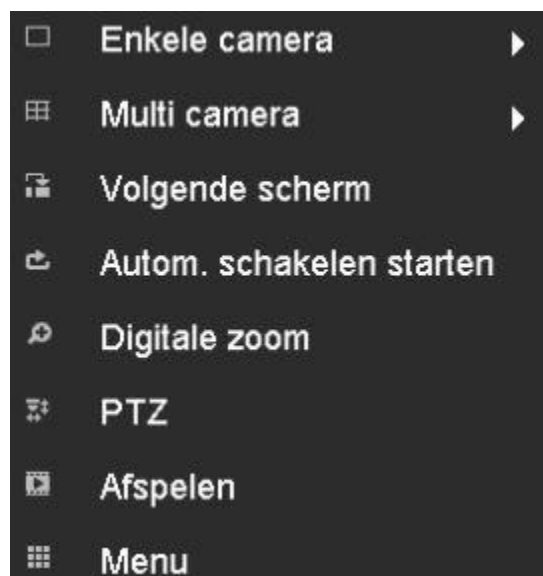 Enkele camera
Multi camera
Volgende scherm
Autom. schakelen starten
Digitale zoom
PTZ
Afspelen
Menu